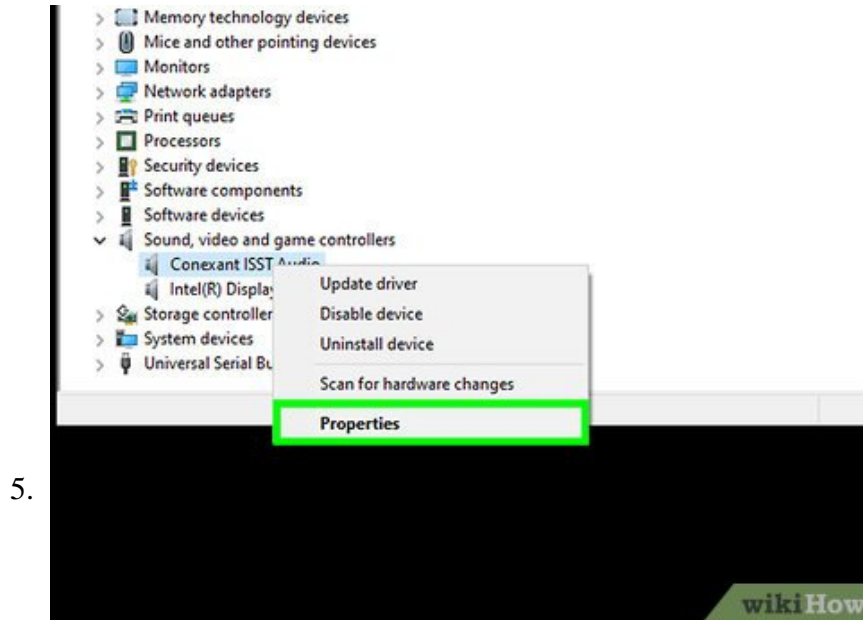 Memory technology devices
Mice and other pointing devices
Monitors
Network adapters
Print queues
Processors
Security devices
Software components
Software devices
Sound, video and game controllers
Conexant ISST Audio
Intel(R) Display
Storage controller
System devices
Universal Serial Bu
Update driver
Disable device
Uninstall device
Scan for hardware changes
Properties
5.
wikiHow